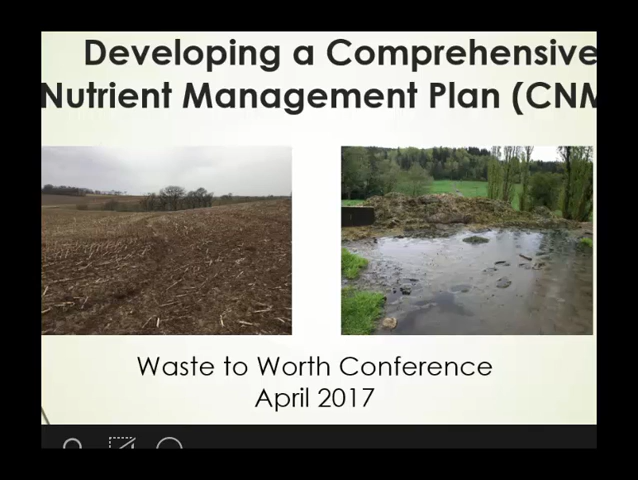 Developing a Comprehensive
Nutrient Management Plan (CNM
Waste to Worth Conference
April 2017